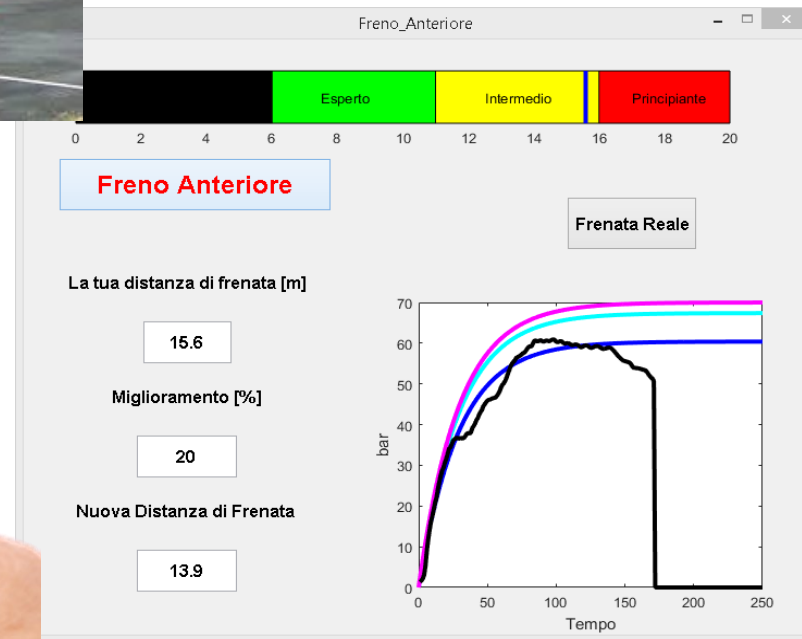 Freno_Anteriore
Esperto Intermedio Principiante
0 2 4 6 8 10 12 14 16 18 20
Freno Anteriore
Frenata Reale
La tua distanza di frenata [m]
15.6
Miglioramento [%]
20
Nuova Distanza di Frenata
13.9
70
60
50
40
30
20
10
0
bar
0 50 100 150 200 250
Tempo